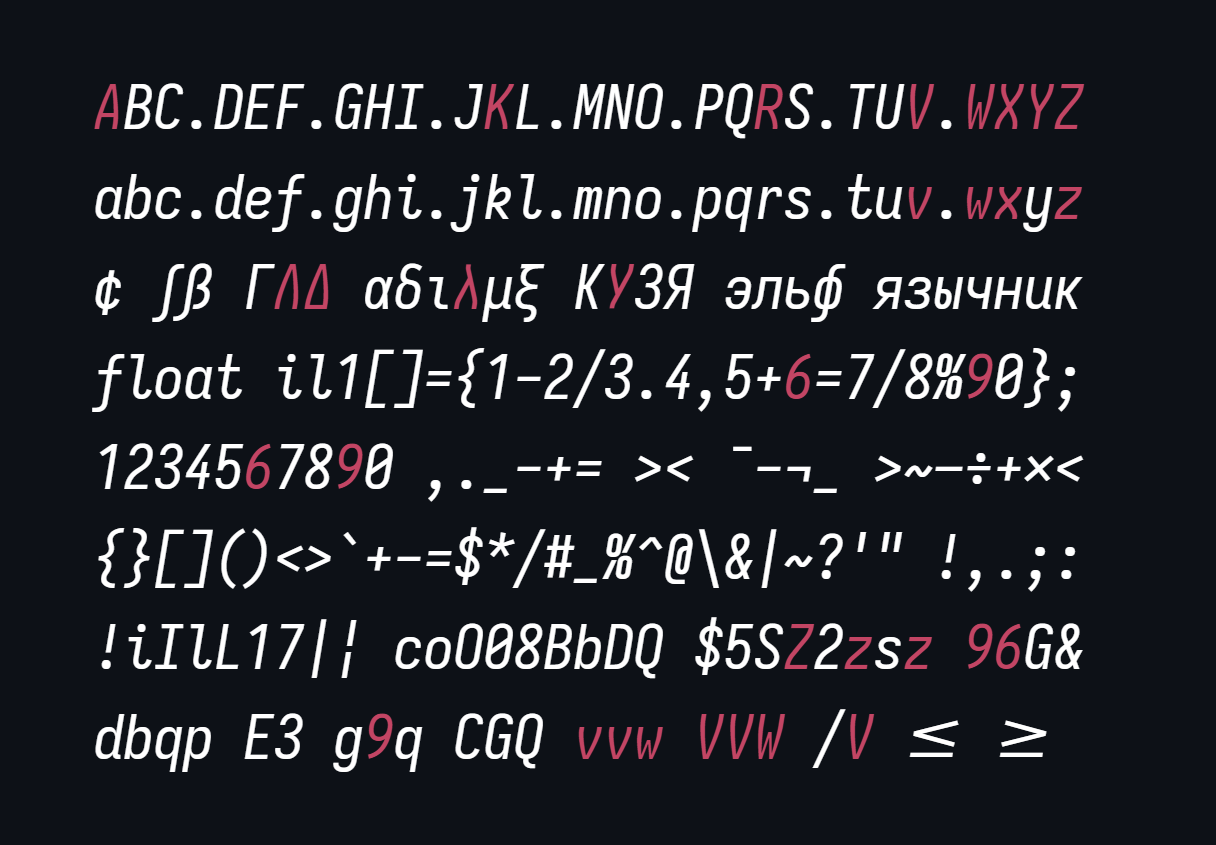 ABC.DEF.GHI.JKL.MNO.PQRS.TUV.WXYZ
abc.def.ghi.jkl.mno.pqrs.tuv.wxyz
¢ ʃʃß ΓΛΔ αδιλμξ КУЗЯ эльф язычник
float il1[]={1-2/3.4,5+6=7/8%90};
1234567890 ,._-+= >< ¯-¬_ >~–÷+×<
{}[]()<>`+-=$*/#_%^@\&|~?'" !,.;:
!iIlL17|¦ coO08BbDQ $5SZ2zsz 96G&
dbqp E3 g9q CGQ vvw VVW /V ≤ ≥